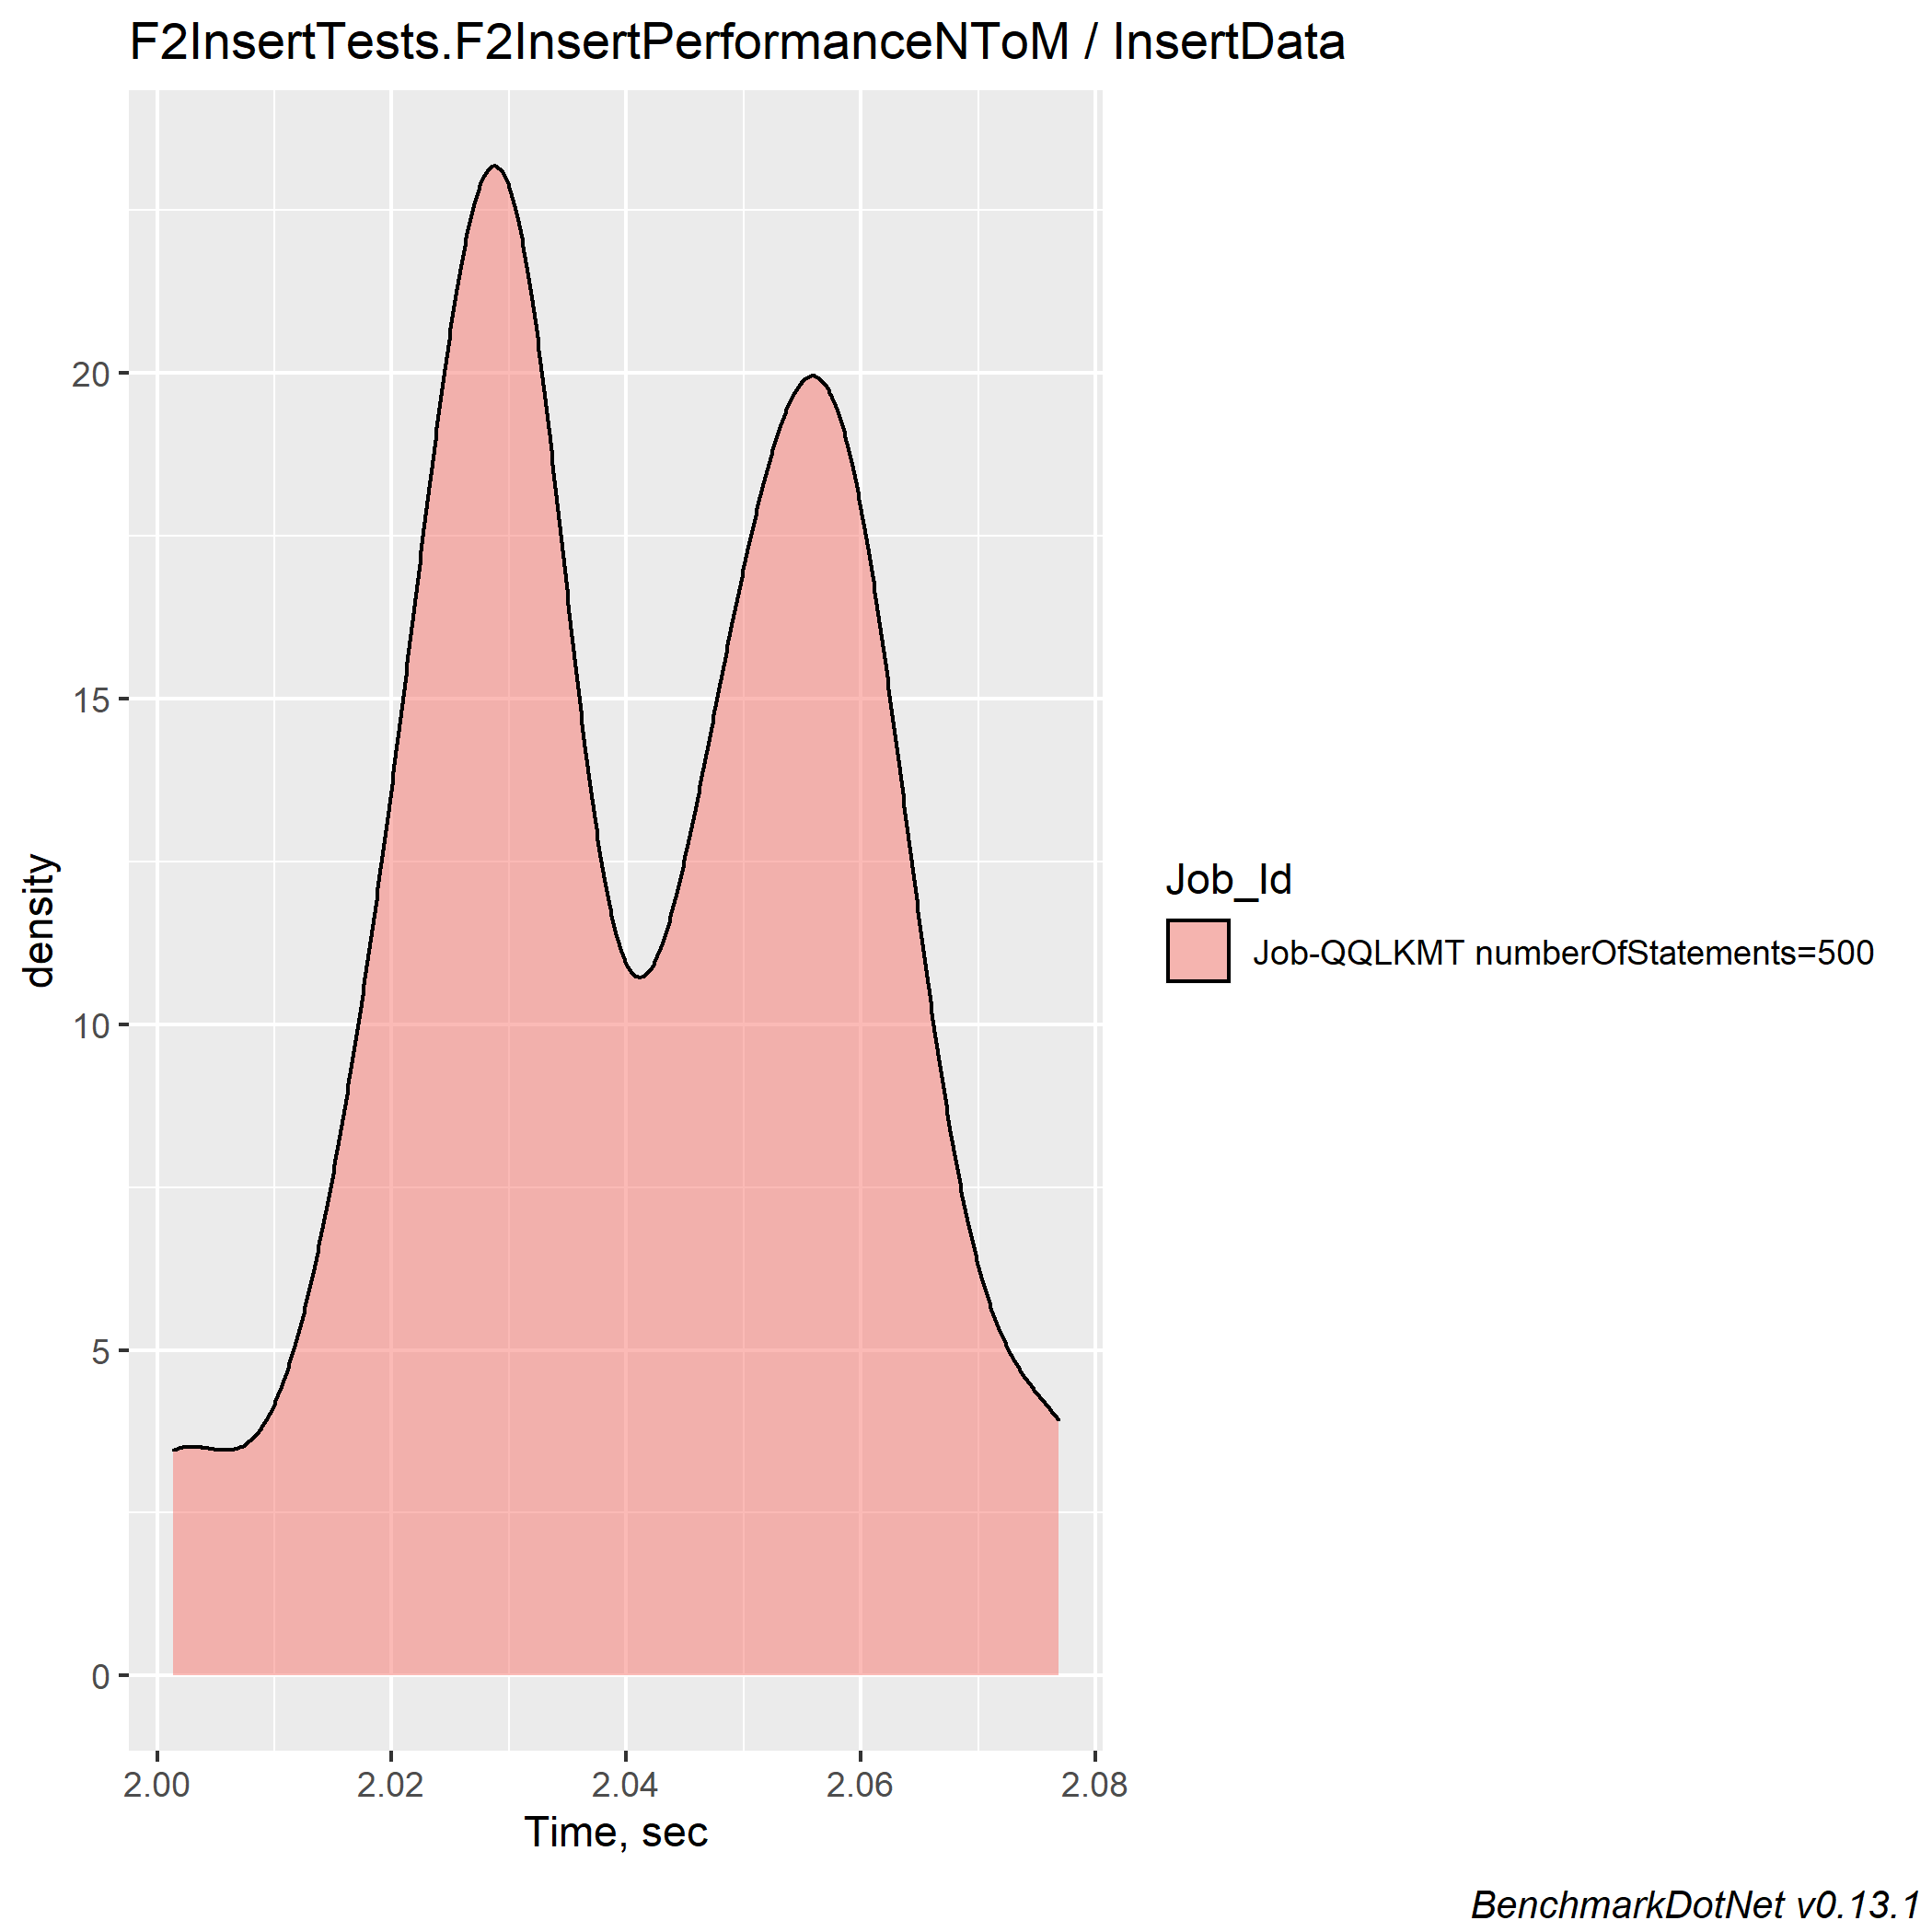 F2InsertTests.F2InsertPerformanceNToM / InsertData
density
20
15
10
5
0
2.00 2.02 2.04 2.06 2.08
Time, sec
Job_Id
Job-QQLKMT numberOfStatements=500
BenchmarkDotNet v0.13.1